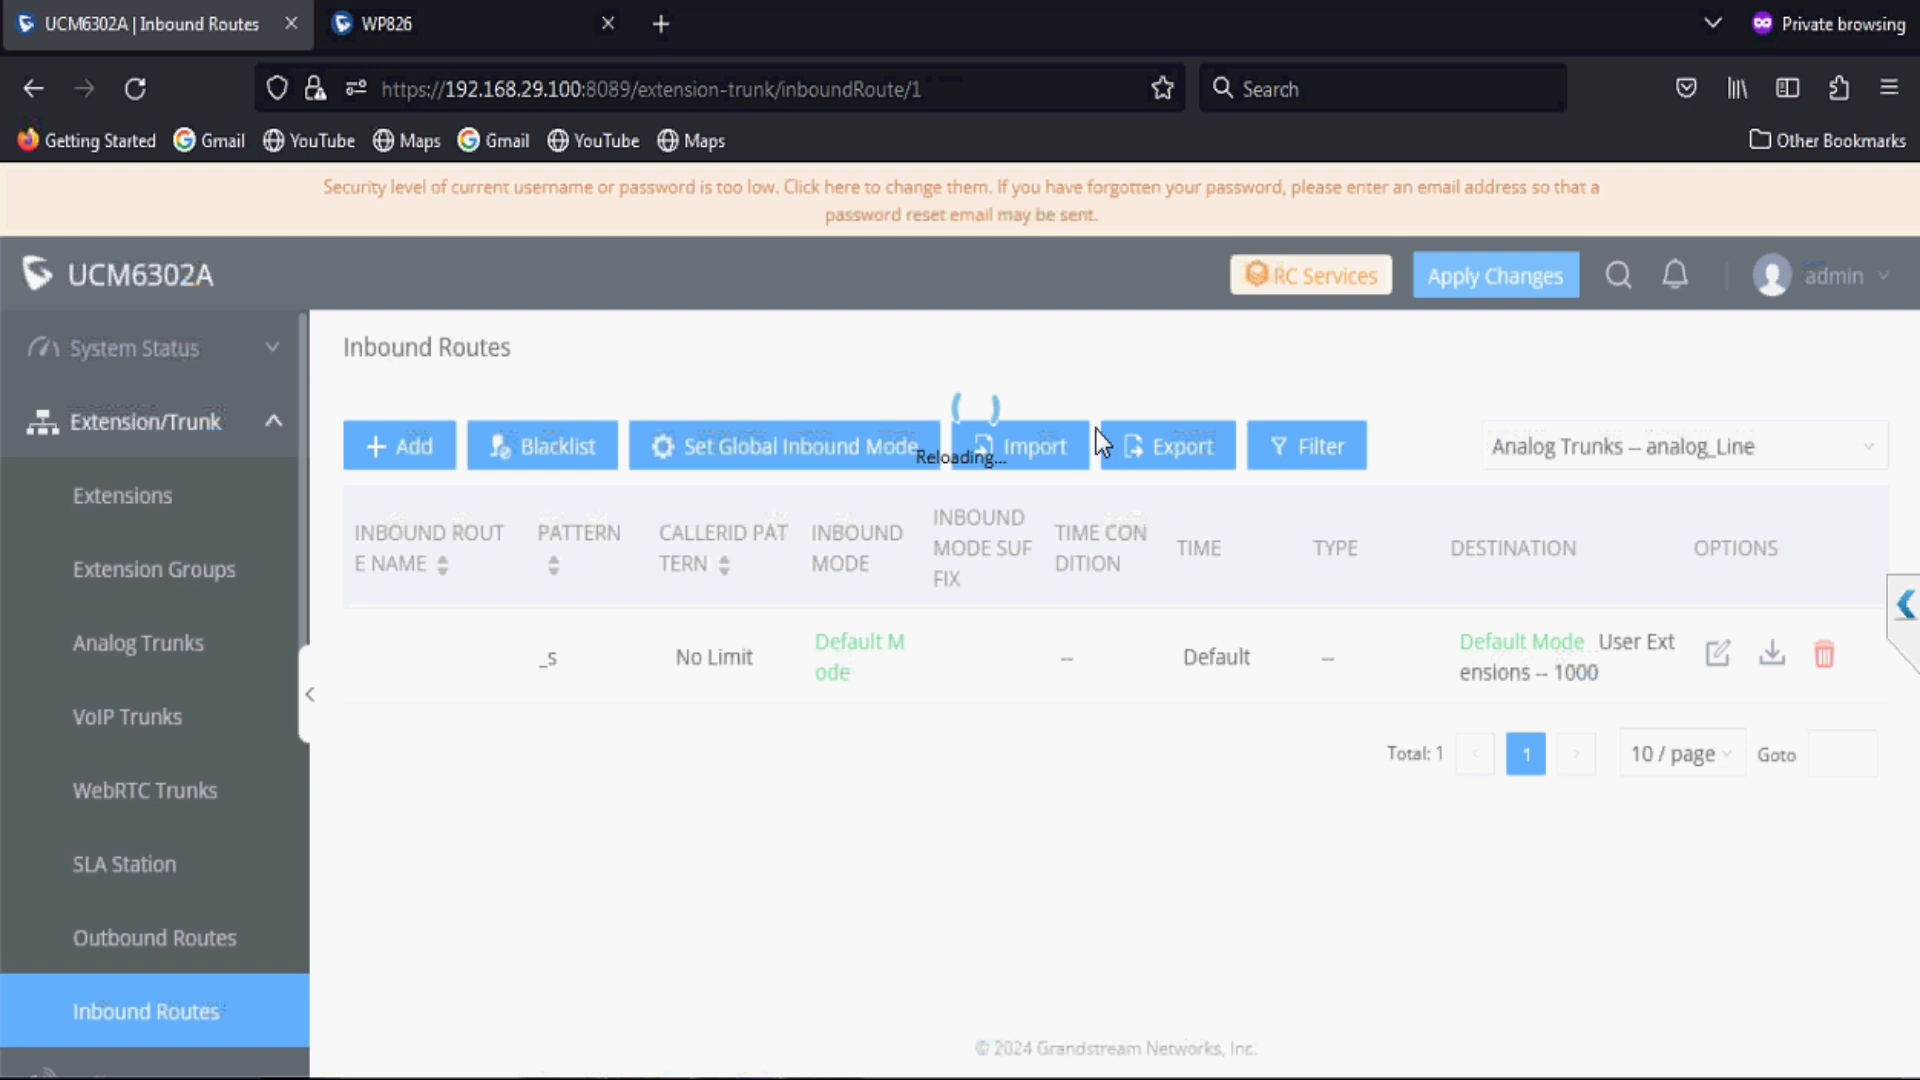 UCM6302A | Inbound Routes
WP826
Private browsing
https://192.168.29.100:8089/extension-trunk/inboundRoute/1
Search
Getting Started
Gmail
YouTube
Maps
Gmail
YouTube
Maps
Other Bookmarks
Security level of current username or password is too low. Click here to change them. If you have forgotten your password, please enter an email address so that a
password reset email may be sent.
UCM6302A
RC Services
Apply Changes
admin
System Status
Extension/Trunk
Extensions
Extension Groups
Analog Trunks
VoIP Trunks
WebRTC Trunks
SLA Station
Outbound Routes
Inbound Routes
Inbound Routes
+ Add
Blacklist
Set Global Inbound Mode
Reloading...
Import
Export
Filter
Analog Trunks -- analog_Line
INBOUND ROUT
E NAME
PATTERN
CALLERID PAT
TERN
INBOUND
MODE
INBOUND
MODE SUF
FIX
TIME CON
DITION
TIME
TYPE
DESTINATION
OPTIONS
_s
No Limit
Default M
ode
--
Default
--
Default Mode User Ext
ensions -- 1000
Total: 1
<
1
>
10 / page
Goto
© 2024 Grandstream Networks, Inc.